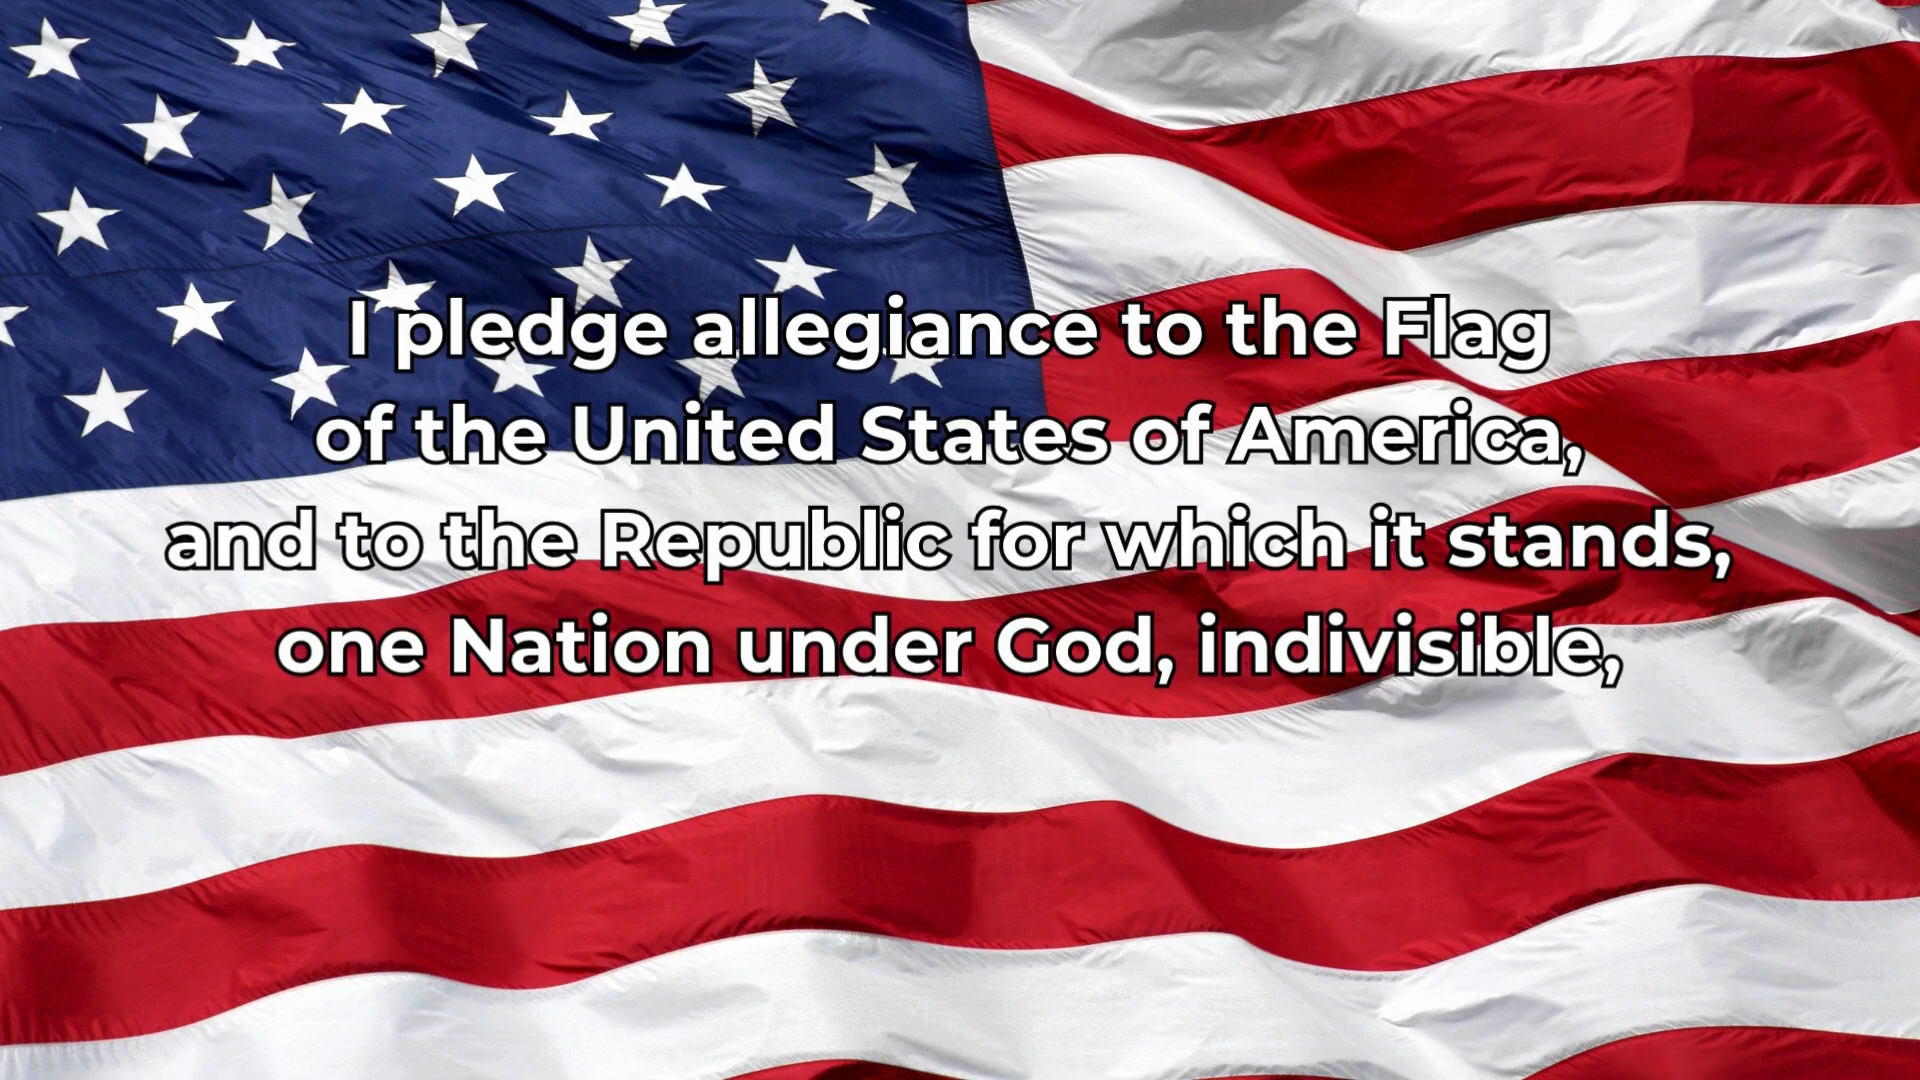 I pledge allegiance to the Flag
of the United States of America,
and to the Republic for which it stands,
one Nation under God, indivisible,